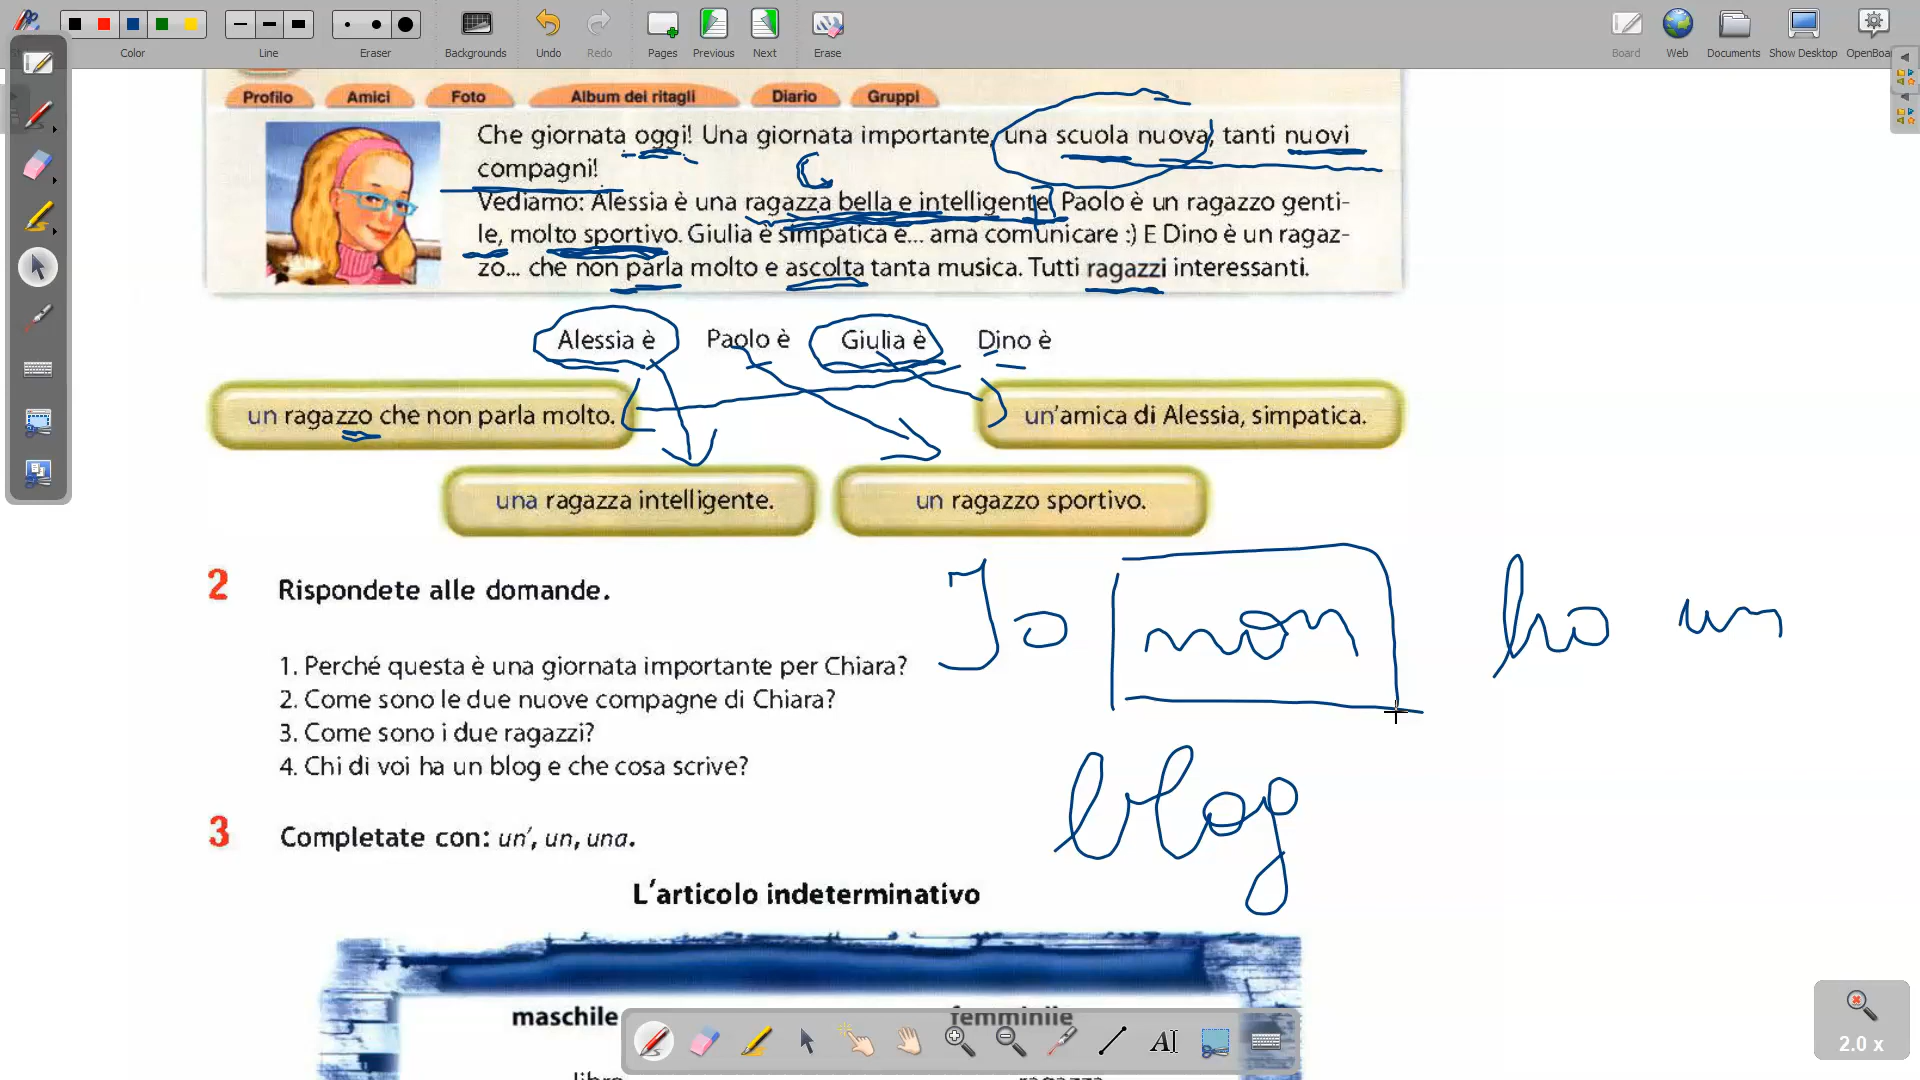 Color
Line
Eraser
Backgrounds
Undo
Redo
Pages
Previous
Next
Erase
Board
Web
Documents
Show Desktop
OpenBoa
Profilo
Amici
Foto
Album dei ritagli
Diario
Gruppi
Che giornata oggi! Una giornata importante, una scuola nuova, tanti nuovi
compagni!
Vediamo: Alessia è una ragazza bella e intelligente. Paolo è un ragazzo genti-
le, molto sportivo. Giulia è simpatica e... ama comunicare :) E Dino è un ragaz-
zo... che non parla molto e ascolta tanta musica. Tutti ragazzi interessanti.
Alessia è Paolo è Giulia è Dino è
un ragazzo che non parla molto.
un'amica di Alessia, simpatica.
una ragazza intelligente.
un ragazzo sportivo.
2 Rispondete alle domande.
Io non ho un
blog
1. Perché questa è una giornata importante per Chiara?
2. Come sono le due nuove compagne di Chiara?
3. Come sono i due ragazzi?
4. Chi di voi ha un blog e che cosa scrive?
3 Completate con: un', un, una.
L'articolo indeterminativo
maschile
femminile
libro
ragazza
2.0 x